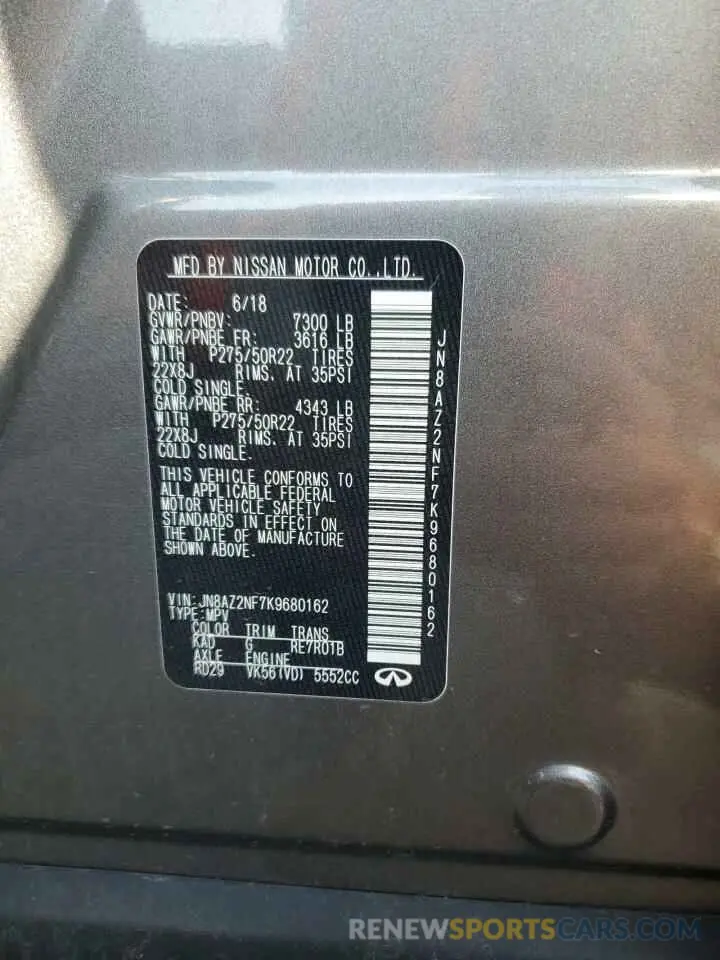 MFD BY NISSAN MOTOR CO.,LTD.
DATE: 6/18
GVWR/PNBV: 7300 LB
GAWR/PNBE FR: 3616 LB
WITH P275/50R22 TIRES
22X8J RIMS. AT 35PSI
COLD SINGLE.
GAWR/PNBE RR: 4343 LB
WITH P275/50R22 TIRES
22X8J RIMS. AT 35PSI
COLD SINGLE.
THIS VEHICLE CONFORMS TO
ALL APPLICABLE FEDERAL
MOTOR VEHICLE SAFETY
STANDARDS IN EFFECT ON
THE DATE OF MANUFACTURE
SHOWN ABOVE.
VIN:JN8AZ2NF7K9680162
TYPE:MPV
COLOR TRIM TRANS
KAD G RE7R01B
AXLE ENGINE
RD29 VK56(VD) 5552CC
JN8AZ2NF7K9680162
RENEWSPORTSCARS.COM